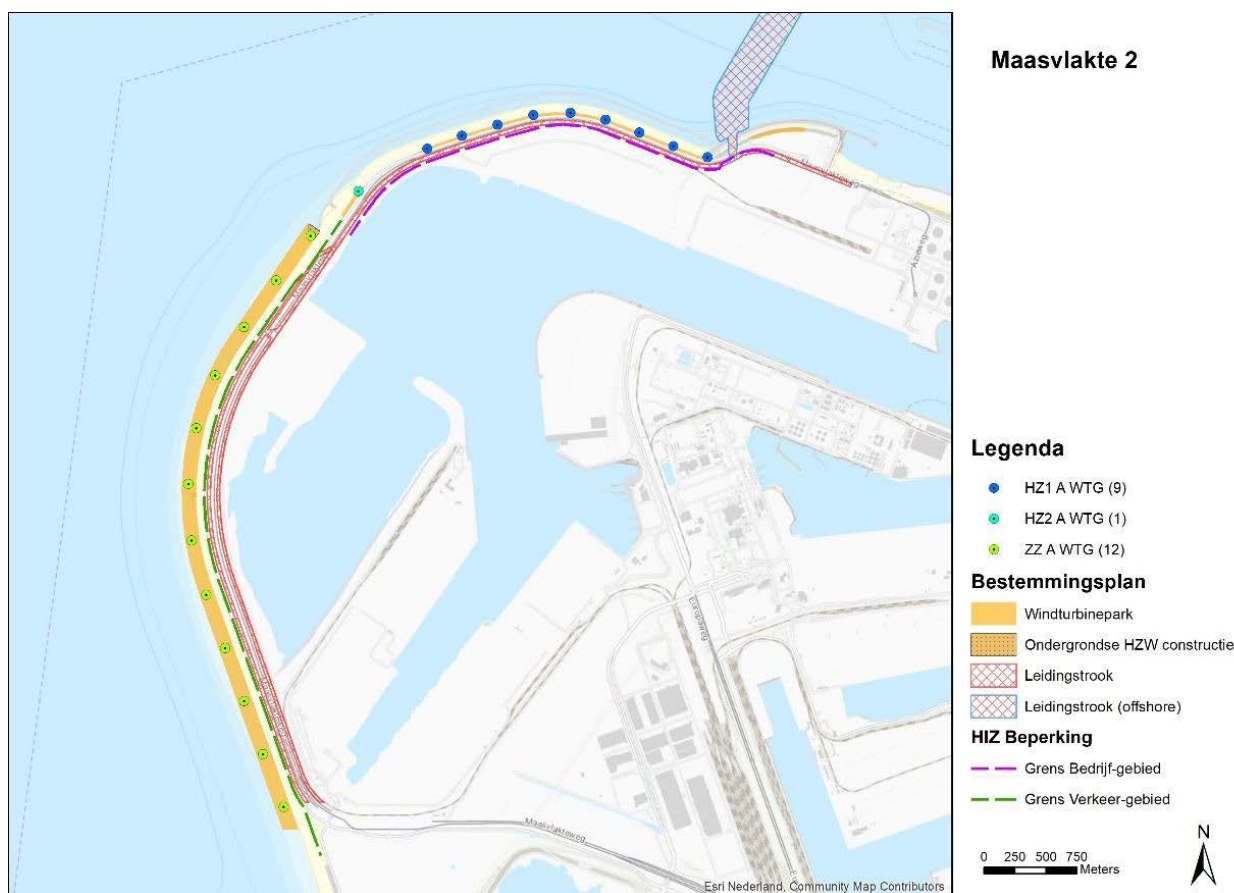 Maasvlakte 2
Maasvlakteweg
Azieweg
Europaweg
Maasvlakteweg
Esri Nederland, Community Map Contributors
Legenda
HZ1 A WTG (9)
HZ2 A WTG (1)
ZZ A WTG (12)
Bestemmingsplan
Windturbinepark
Ondergrondse HZW constructie
Leidingstrook
Leidingstrook (offshore)
HIZ Beperking
Grens Bedrijf-gebied
Grens Verkeer-gebied
N
0 250 500 750
Meters